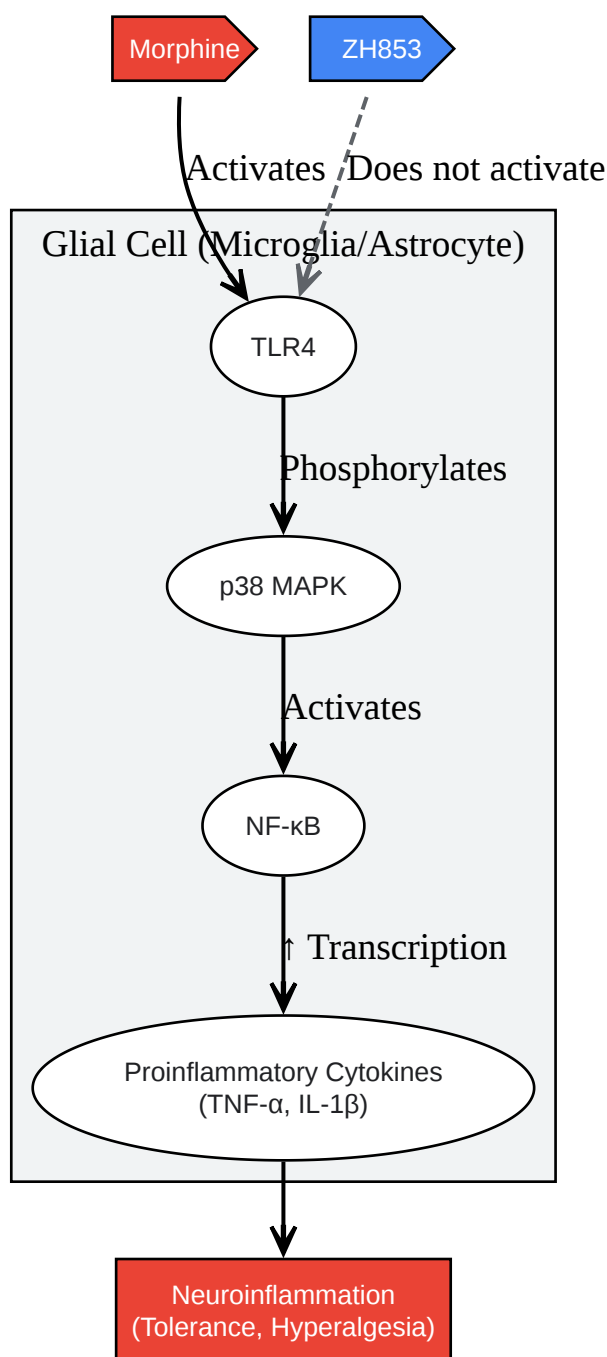 Morphine
ZH853
Activates
Does not activate
Glial Cell (Microglia/Astrocyte)
TLR4
Phosphorylates
p38 MAPK
Activates
NF-κB
↑ Transcription
Proinflammatory Cytokines
(TNF-α, IL-1β)
Neuroinflammation
(Tolerance, Hyperalgesia)